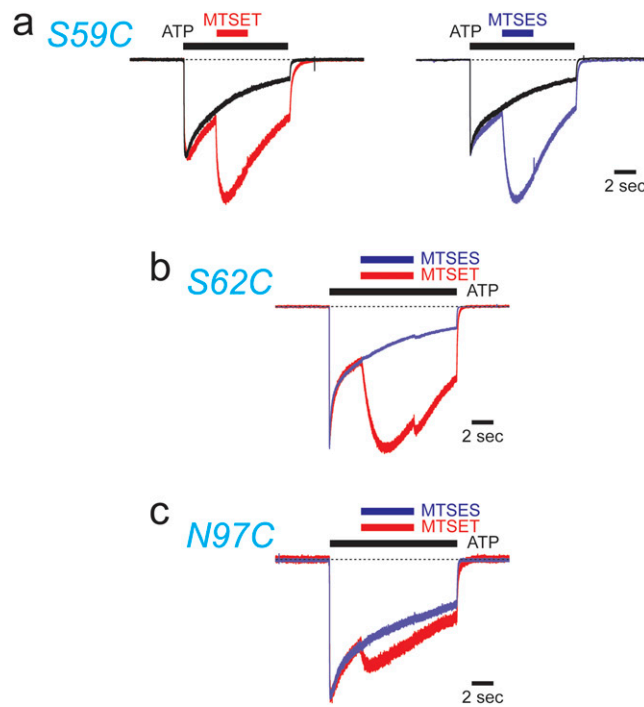 a S59C
MTSET
ATP
MTSES
ATP
2 sec
b S62C
MTSES
MTSET
ATP
2 sec
c N97C
MTSES
MTSET
ATP
2 sec